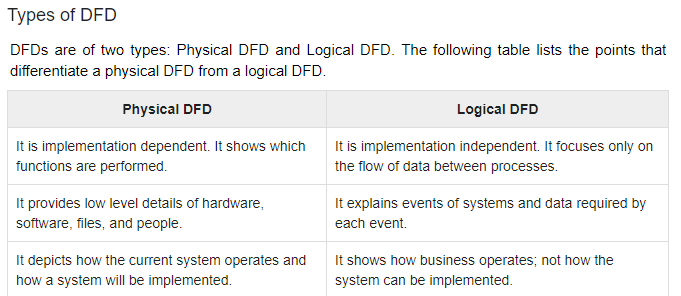 Types of DFD
DFDs are of two types: Physical DFD and Logical DFD. The following table lists the points that
differentiate a physical DFD from a logical DFD.
Physical DFD
Logical DFD
It is implementation dependent. It shows which
functions are performed.
It is implementation independent. It focuses only on
the flow of data between processes.
It provides low level details of hardware,
software, files, and people.
It explains events of systems and data required by
each event.
It depicts how the current system operates and
how a system will be implemented.
It shows how business operates; not how the
system can be implemented.